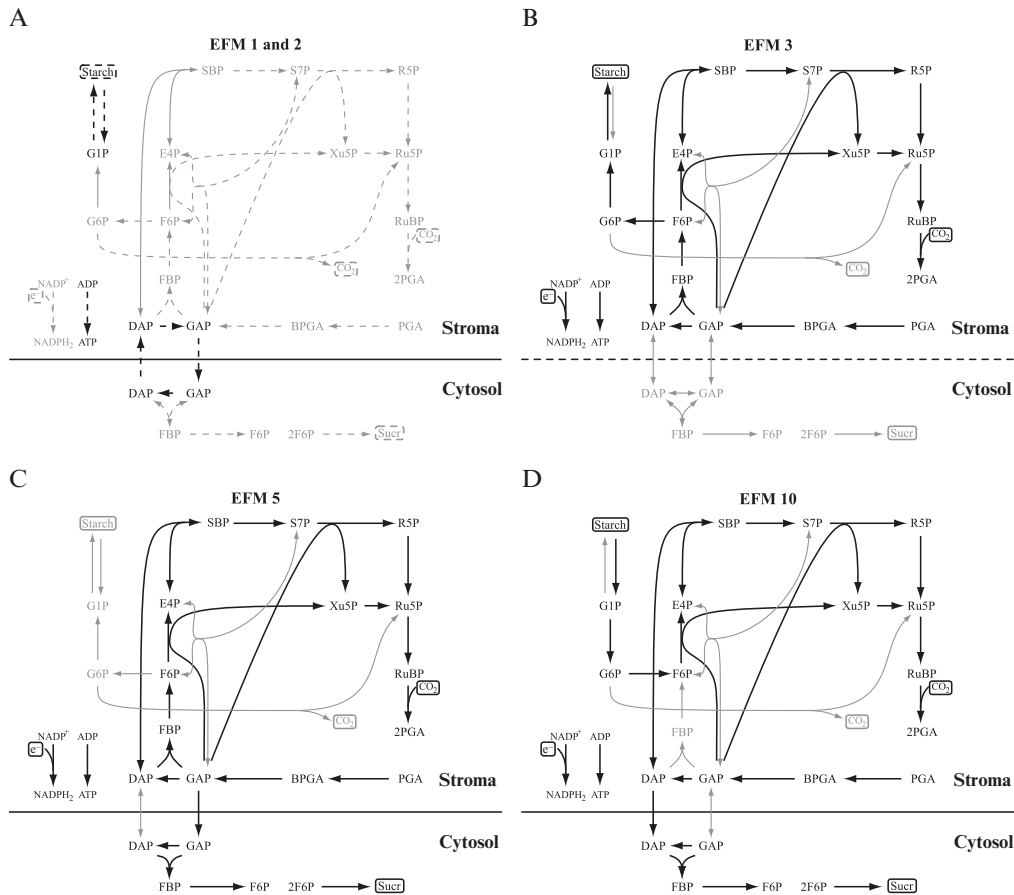 A
EFM 1 and 2
Starch SBP S7P R5P
G1P E4P Xu5P Ru5P
G6P F6P RuBP
CO2
CO2
FBP 2PGA
e− NADP+ ADP
DAP GAP BPGA PGA Stroma
NADPH2 ATP
Cytosol
DAP GAP
FBP F6P 2F6P Sucr
B
EFM 3
Starch SBP S7P R5P
G1P E4P Xu5P Ru5P
G6P F6P RuBP
CO2
CO2
FBP 2PGA
e− NADP+ ADP
DAP GAP BPGA PGA Stroma
NADPH2 ATP
Cytosol
DAP GAP
FBP F6P 2F6P Sucr
C
EFM 5
Starch SBP S7P R5P
G1P E4P Xu5P Ru5P
G6P F6P RuBP
CO2
CO2
FBP 2PGA
e− NADP+ ADP
DAP GAP BPGA PGA Stroma
NADPH2 ATP
Cytosol
DAP GAP
FBP F6P 2F6P Sucr
D
EFM 10
Starch SBP S7P R5P
G1P E4P Xu5P Ru5P
G6P F6P RuBP
CO2
CO2
FBP 2PGA
e− NADP+ ADP
DAP GAP BPGA PGA Stroma
NADPH2 ATP
Cytosol
DAP GAP
FBP F6P 2F6P Sucr